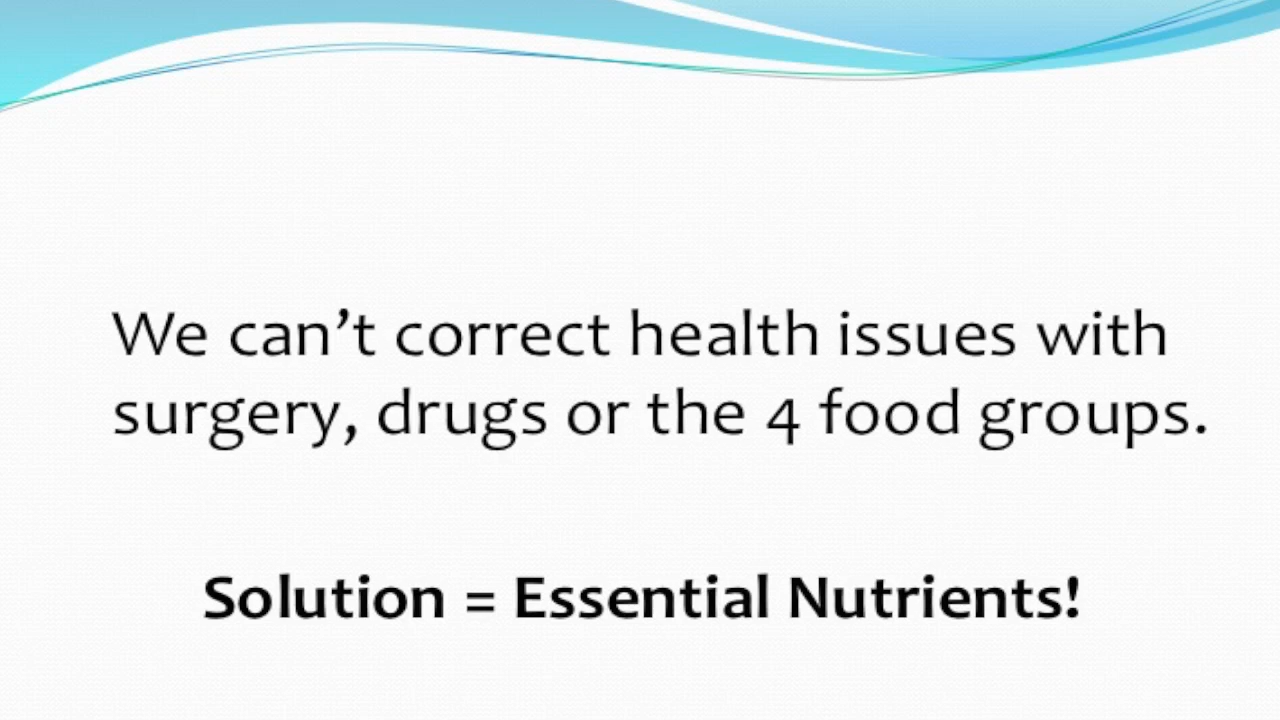 We can’t correct health issues with
surgery, drugs or the 4 food groups.
Solution = Essential Nutrients!